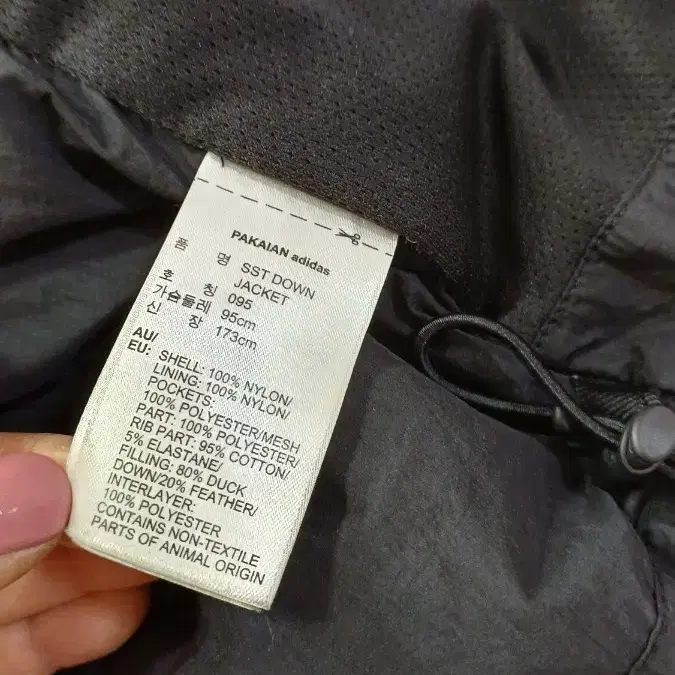 PAKAIAN adidas
품 명 SST DOWN
JACKET
호 칭 095
가슴둘레 95cm
신 장 173cm
AU/
EU: SHELL: 100% NYLON/
LINING: 100% NYLON/
POCKETS:
100% POLYESTER/MESH
PART: 100% POLYESTER/
RIB PART: 95% COTTON/
5% ELASTANE/
FILLING: 80% DUCK
DOWN/20% FEATHER/
INTERLAYER:
100% POLYESTER
CONTAINS NON-TEXTILE
PARTS OF ANIMAL ORIGIN